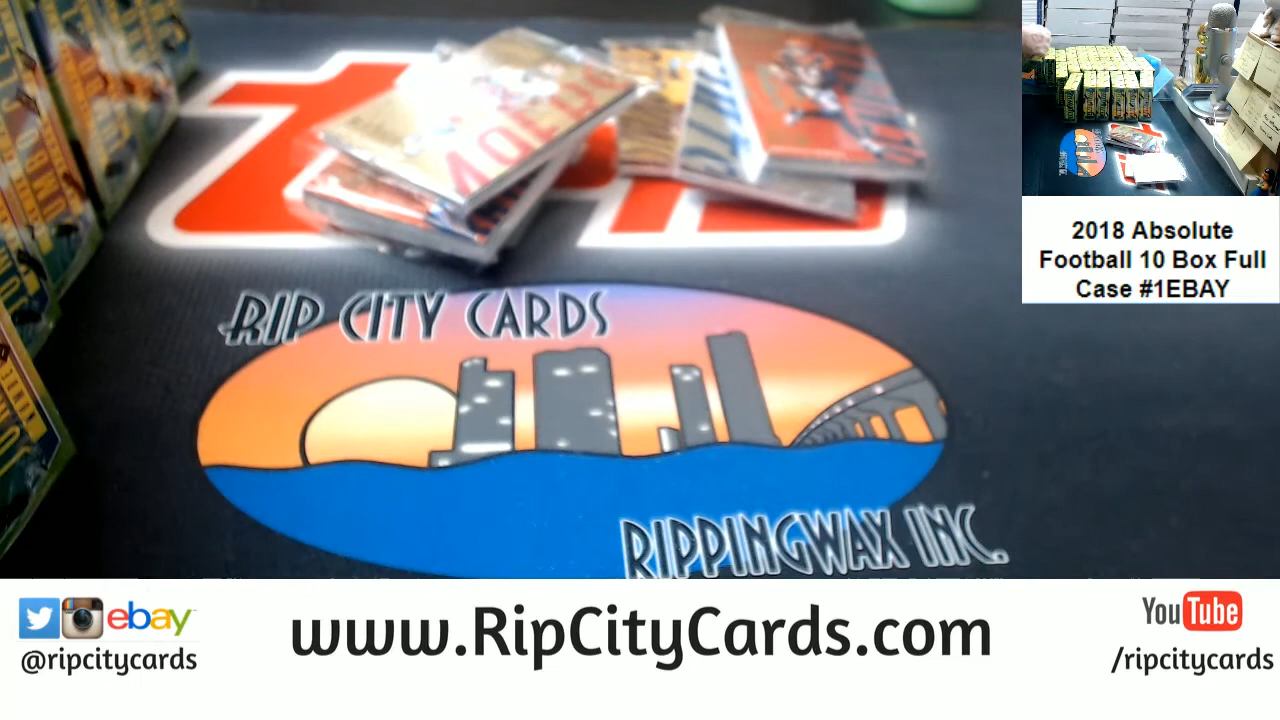 RIP CITY CARDS
RIPPINGWAX INC.
2018 Absolute
Football 10 Box Full
Case #1EBAY
ebay
@ripcitycards
www.RipCityCards.com
YouTube
/ripcitycards